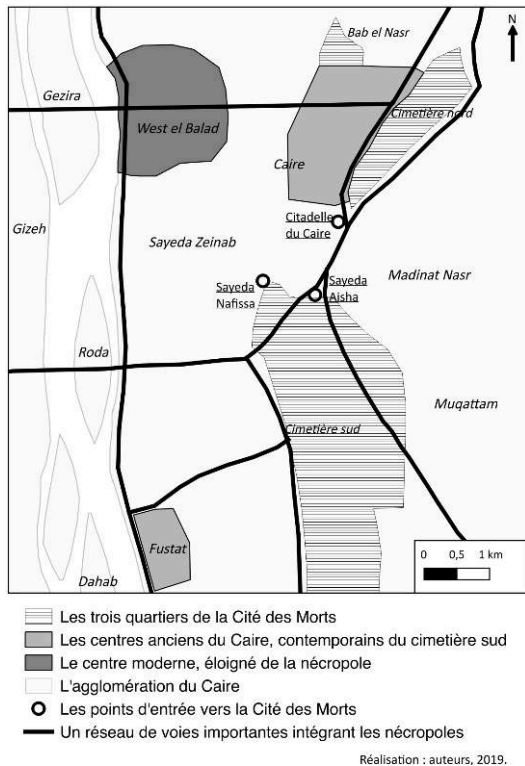 Bab el Nasr
N
Gezira
Cimetière nord
West el Balad
Caire
Citadelle
du Caire
Gizeh
Sayeda Zeinab
Sayeda
Nafissa
Sayeda
Aisha
Madinat Nasr
Roda
Muqattam
Cimetière sud
Fustat
0 0,5 1 km
Dahab
Les trois quartiers de la Cité des Morts
Les centres anciens du Caire, contemporains du cimetière sud
Le centre moderne, éloigné de la nécropole
L'agglomération du Caire
Les points d'entrée vers la Cité des Morts
Un réseau de voies importantes intégrant les nécropoles
Réalisation : auteurs, 2019.